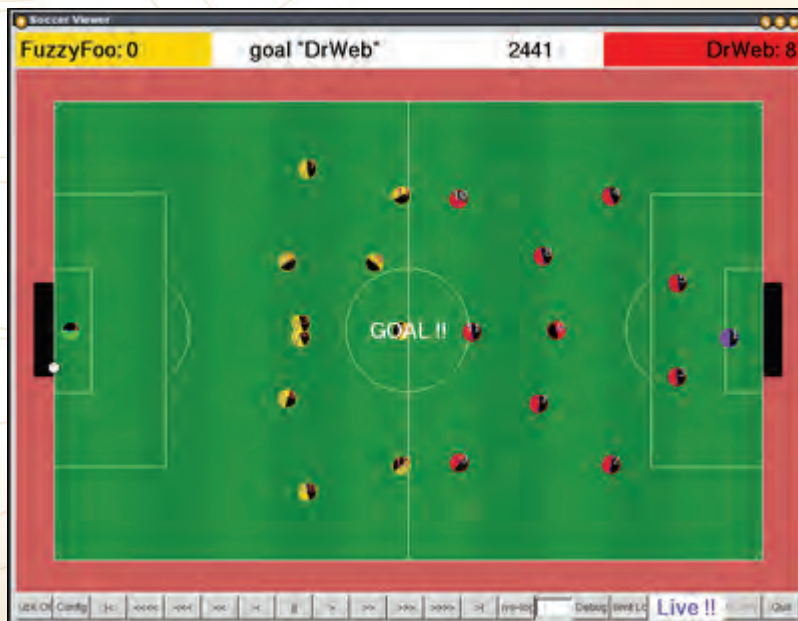 Soccer Viewer
FuzzyFoo: 0 goal "DrWeb" 2441 DrWeb: 8
GOAL !!
Config |< <<<< <<< << < || > >> >>> >>>> >| Debug Live !! Quit